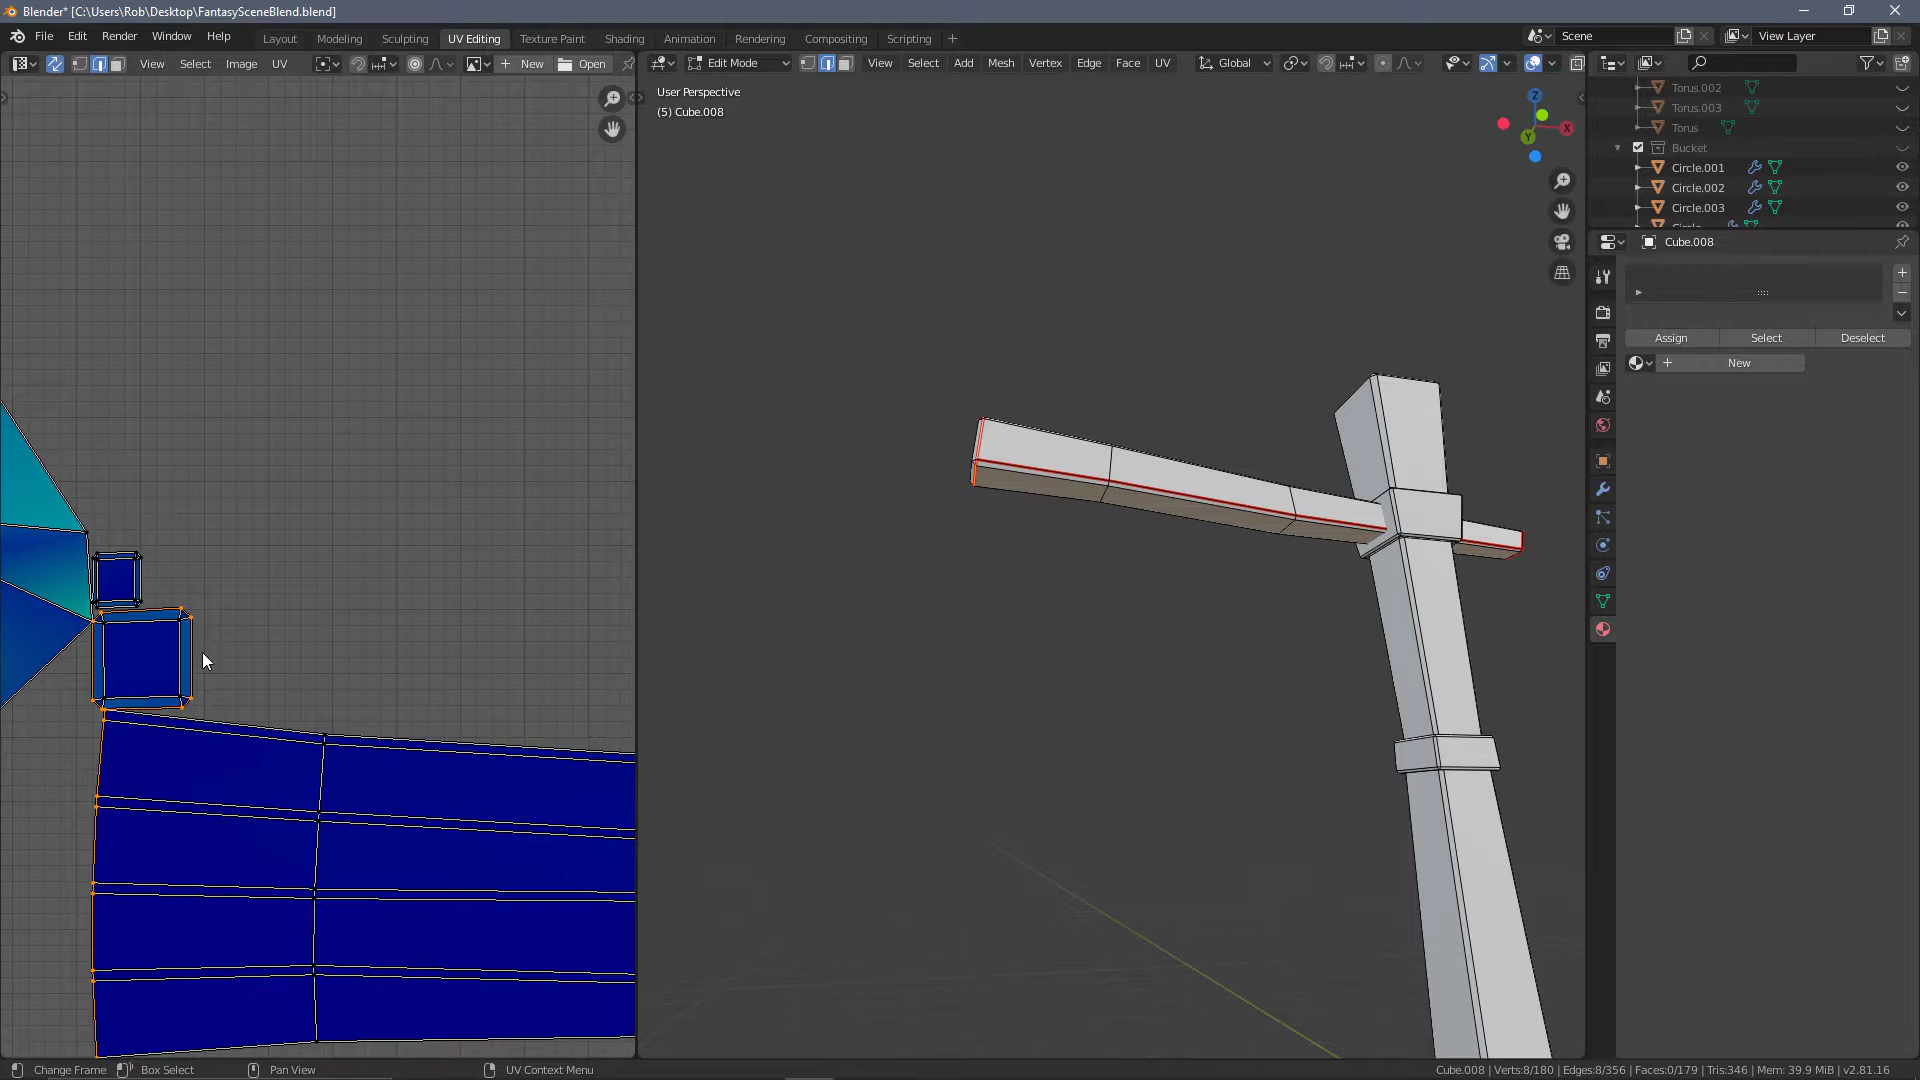 Blender* [C:\Users\Rob\Desktop\FantasySceneBlend.blend]
File Edit Render Window Help Layout Modeling Sculpting UV Editing Texture Paint Shading Animation Rendering Compositing Scripting Scene View Layer
View Select Image UV New Open Edit Mode View Select Add Mesh Vertex Edge Face UV Global
User Perspective
(5) Cube.008
Z
X
Y
Torus.002
Torus.003
Torus
Bucket
Circle.001
Circle.002
Circle.003
Circle
Cube.008
Assign Select Deselect
New
Change Frame Box Select Pan View UV Context Menu Cube.008 | Verts:8/180 | Edges:8/356 | Faces:0/179 | Tris:346 | Mem: 39.9 MiB | v2.81.16